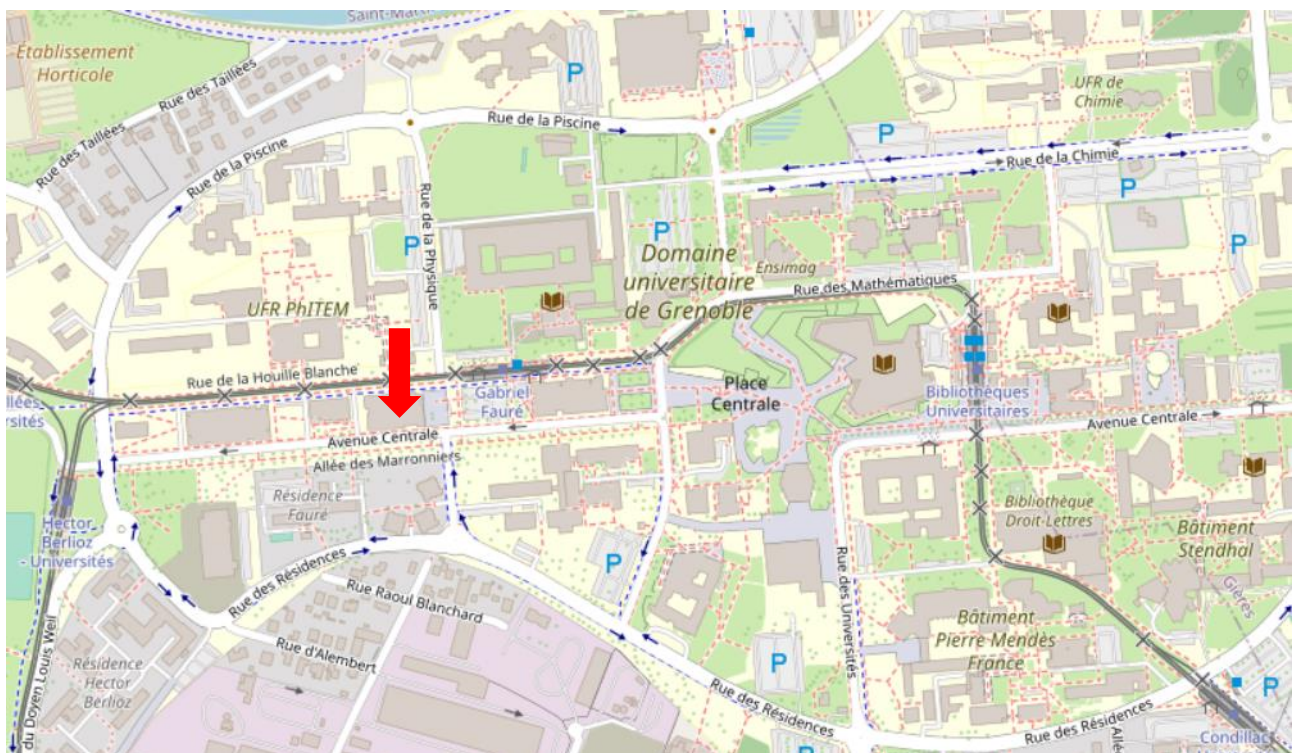 Saint-Mart
Etablissement
Horticole
Rue des Taillées
Rue des Taillées
Rue de la Piscine
Rue de la Piscine
P
P
UFR de
Chimie
P
Rue de la Chimie
P
P
Rue de la Physique
P
P
Domaine
universitaire
de Grenoble
Ensimag
Rue des Mathématiques
UFR PhITEM
Rue de la Houille Blanche
Gabriel
Fauré
Place
Centrale
Bibliothèques
Universitaires
Avenue Centrale
Avenue Centrale
Allée des Marronniers
Résidence
Fauré
illées
rsités
Hector
Berlioz
- Universités
Bibliothèque
Droit-Lettres
Bâtiment
Stendhal
Gières
Rue des Résidences
Rue Raoul Blanchard
Rue d'Alembert
P
Rue des Universités
Bâtiment
Pierre Mendès
France
Résidence
Hector
Berlioz
du Doyen Louis Weil
P
P
Rue des Résidences
Rue des Résidences
P
Allé
Condillac